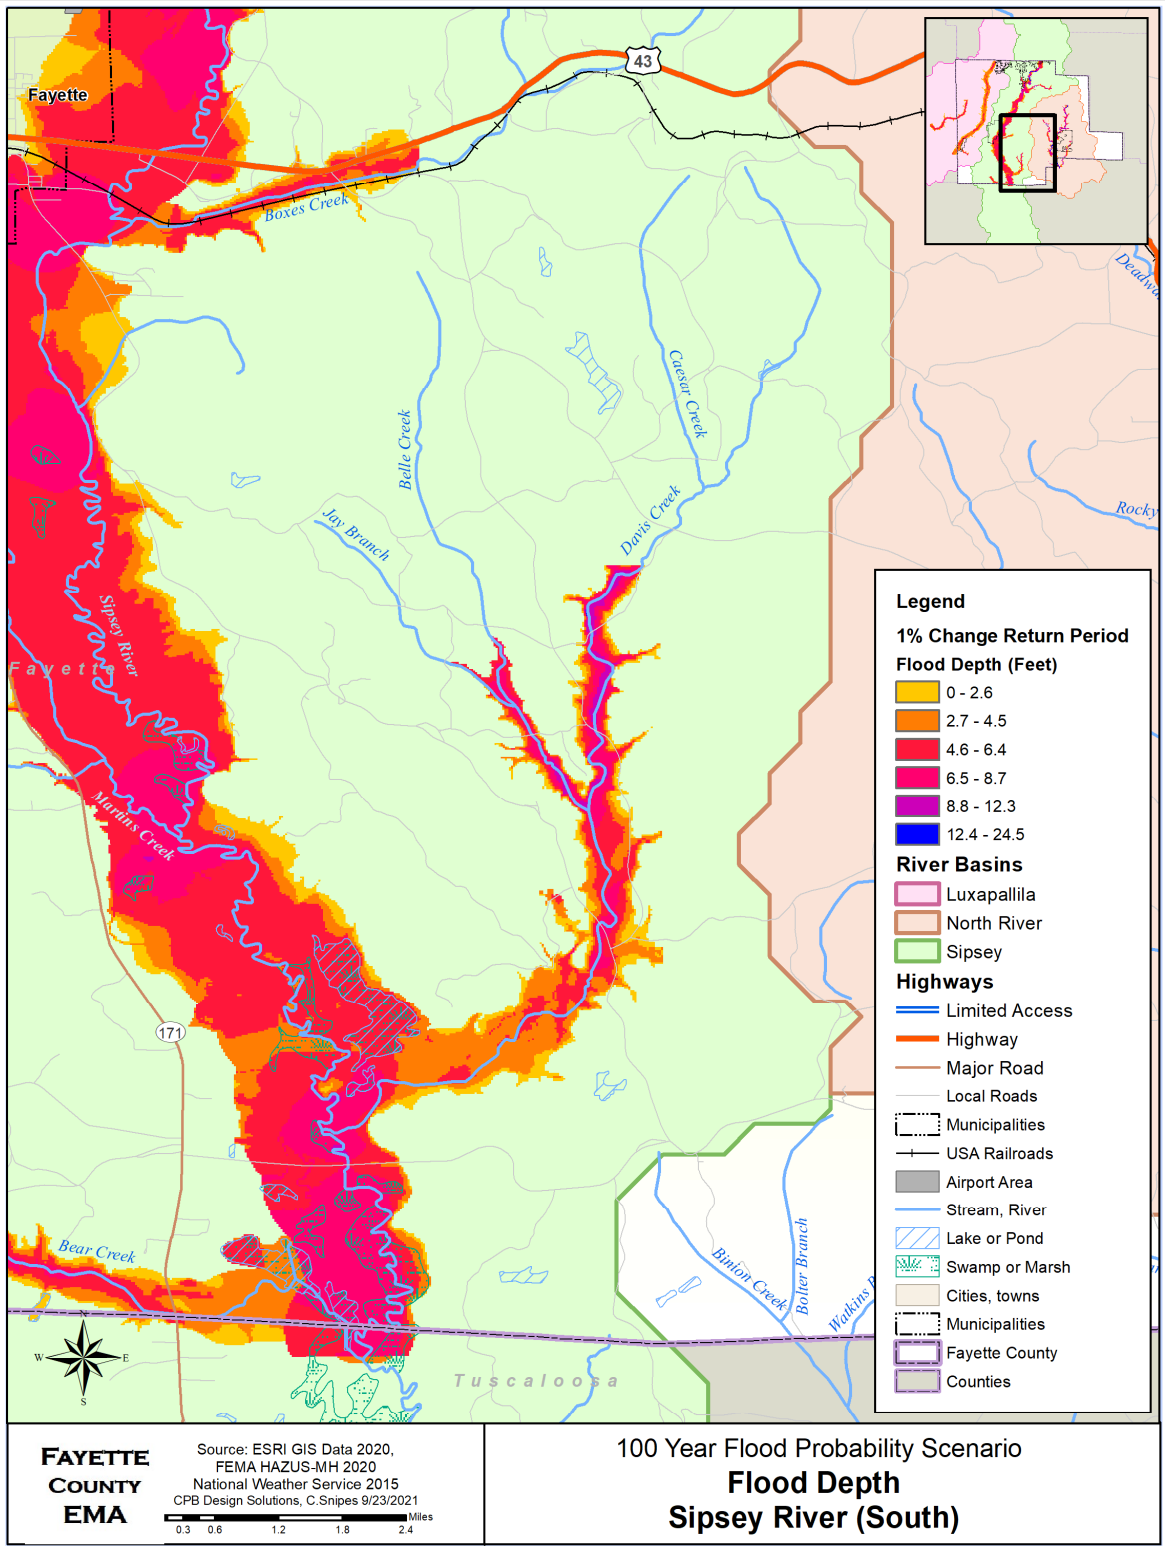 43
Fayette
Boxes Creek
Deadwa
Caesar Creek
Belle Creek
Jay Branch
Davis Creek
Rocky
Sipsey River
Fayette
Martins Creek
171
Bear Creek
Binion Creek
Bolter Branch
Watkins B
Tuscaloosa
N
W E
S
Legend
1% Change Return Period
Flood Depth (Feet)
0 - 2.6
2.7 - 4.5
4.6 - 6.4
6.5 - 8.7
8.8 - 12.3
12.4 - 24.5
River Basins
Luxapallila
North River
Sipsey
Highways
Limited Access
Highway
Major Road
Local Roads
Municipalities
USA Railroads
Airport Area
Stream, River
Lake or Pond
Swamp or Marsh
Cities, towns
Municipalities
Fayette County
Counties
FAYETTE
COUNTY
EMA
Source: ESRI GIS Data 2020,
FEMA HAZUS-MH 2020
National Weather Service 2015
CPB Design Solutions, C.Snipes 9/23/2021
Miles
0.3 0.6 1.2 1.8 2.4
100 Year Flood Probability Scenario
Flood Depth
Sipsey River (South)